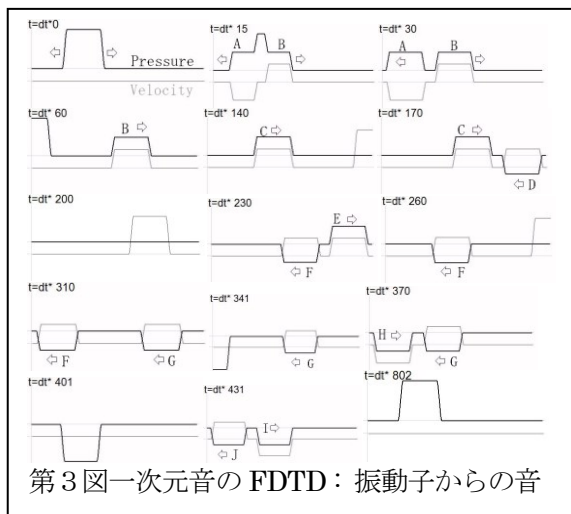 t=dt*0
Pressure
Velocity
t=dt* 15
A
B
t=dt* 30
A
B
t=dt* 60
B
t=dt* 140
C
t=dt* 170
C
D
t=dt* 200
t=dt* 230
E
F
t=dt* 260
F
t=dt* 310
F
G
t=dt* 341
G
t=dt* 370
H
G
t=dt* 401
t=dt* 431
I
J
t=dt* 802
第3図一次元音の FDTD：振動子からの音